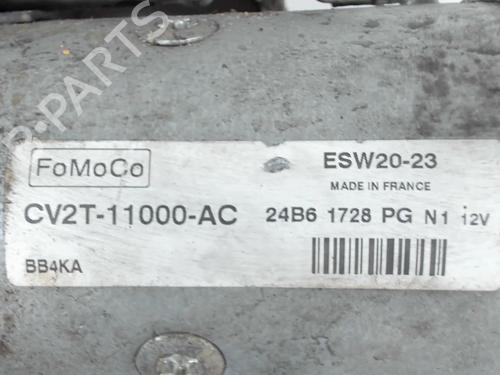 FoMoCo
ESW20-23
MADE IN FRANCE
CV2T-11000-AC
24B6 1728 PG N1 12V
BB4KA
B-PARTS